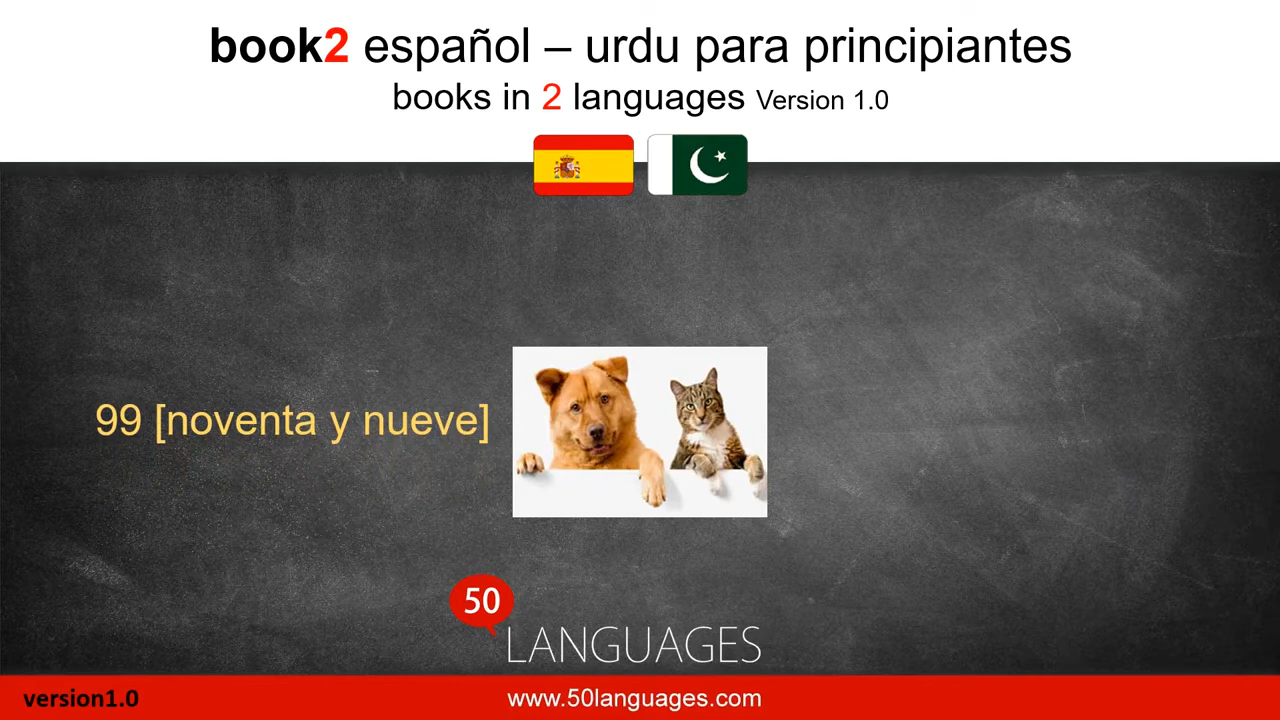 book2 español – urdu para principiantes
books in 2 languages Version 1.0
99 [noventa y nueve]
50
LANGUAGES
version1.0
www.50languages.com